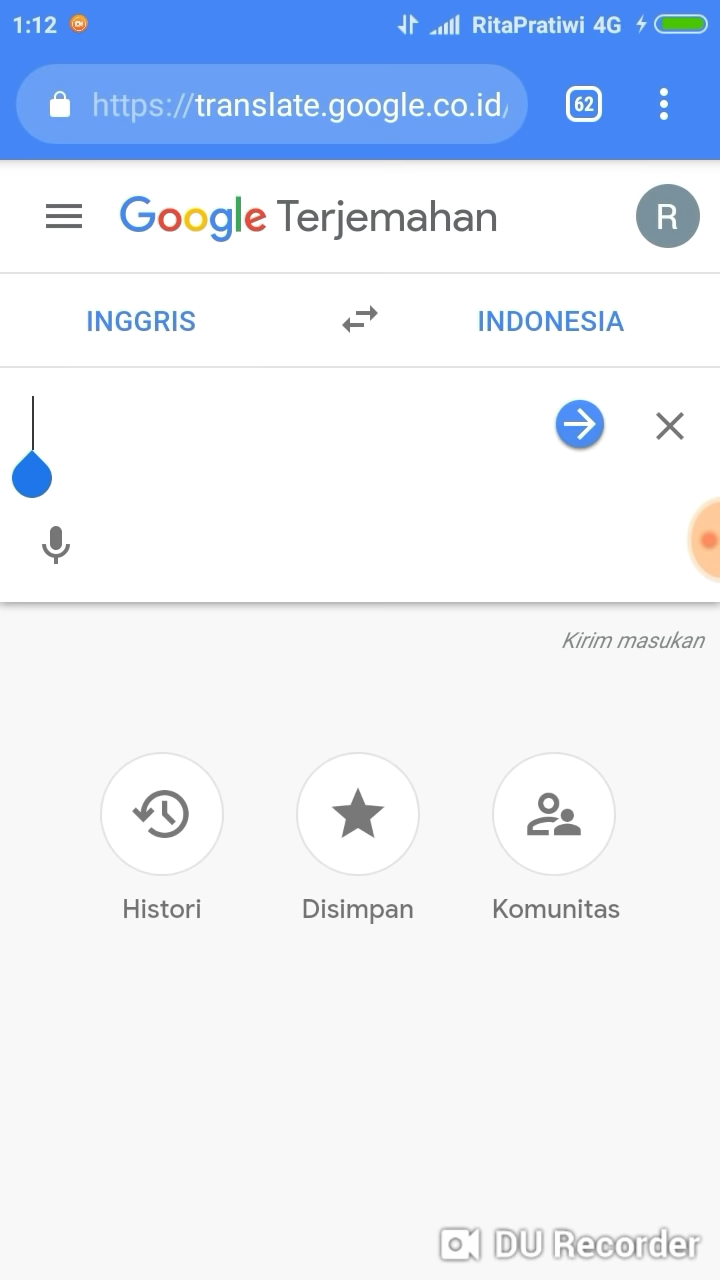 1:12 RitaPratiwi 4G
https://translate.google.co.id/ 62
Google Terjemahan R
INGGRIS INDONESIA
Kirim masukan
Histori Disimpan Komunitas
DU Recorder